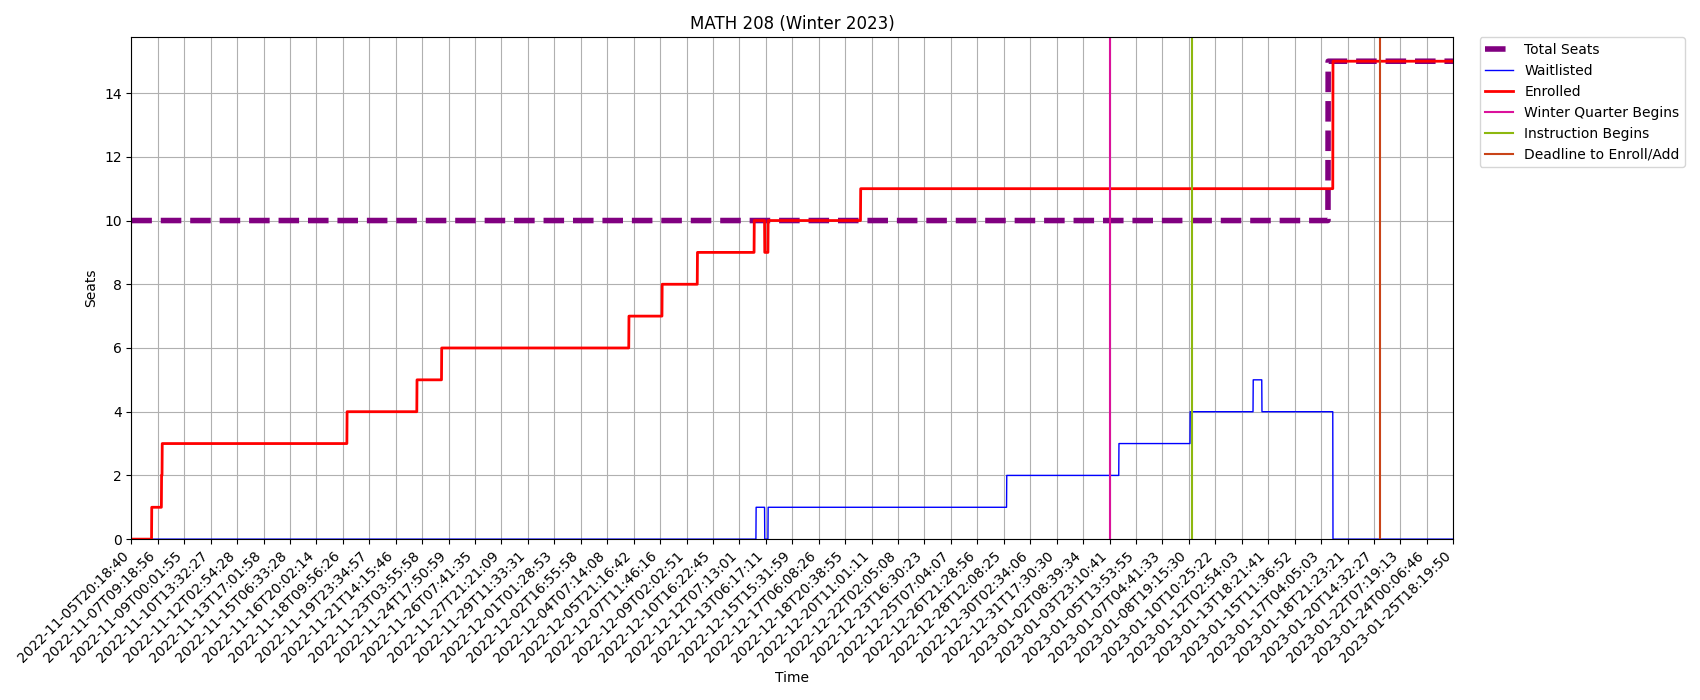 MATH 208 (Winter 2023)
Total Seats
Waitlisted
Enrolled
Winter Quarter Begins
Instruction Begins
Deadline to Enroll/Add
14
12
10
8
6
4
2
0
Seats
2022-11-05T20:18:40
2022-11-07T09:18:56
2022-11-09T00:01:55
2022-11-10T13:32:27
2022-11-12T02:54:28
2022-11-13T17:01:58
2022-11-15T06:33:28
2022-11-16T20:02:14
2022-11-18T09:56:26
2022-11-19T23:34:57
2022-11-21T14:15:46
2022-11-23T03:55:58
2022-11-24T17:50:59
2022-11-26T07:41:35
2022-11-27T21:21:09
2022-11-29T11:33:31
2022-12-01T01:28:53
2022-12-02T16:55:58
2022-12-04T07:14:08
2022-12-05T21:16:42
2022-12-07T11:46:16
2022-12-09T02:02:51
2022-12-10T16:22:45
2022-12-12T07:13:01
2022-12-13T06:17:11
2022-12-15T15:31:59
2022-12-17T06:08:26
2022-12-18T20:38:55
2022-12-20T11:01:11
2022-12-22T02:05:08
2022-12-23T16:30:23
2022-12-25T07:04:07
2022-12-26T21:28:56
2022-12-28T12:08:25
2022-12-30T02:34:06
2022-12-31T17:30:30
2023-01-02T08:39:34
2023-01-03T23:10:41
2023-01-05T13:53:55
2023-01-07T04:41:33
2023-01-08T19:15:30
2023-01-10T10:25:22
2023-01-12T02:54:03
2023-01-13T18:21:41
2023-01-15T11:36:52
2023-01-17T04:05:03
2023-01-18T21:23:21
2023-01-20T14:32:27
2023-01-22T07:19:13
2023-01-24T00:06:46
2023-01-25T18:19:50
Time